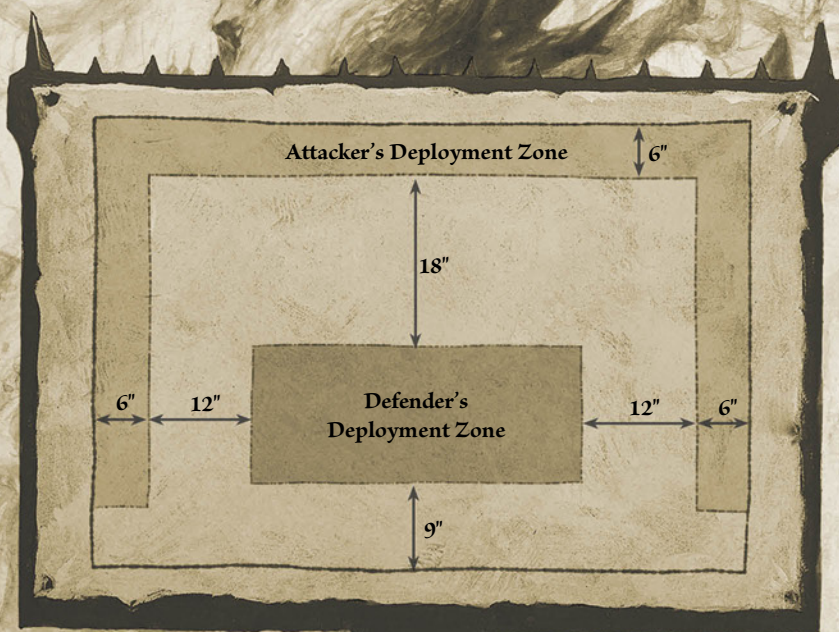 Attacker's Deployment Zone
6"
18"
Defender's
Deployment Zone
6"
12"
12"
6"
9"